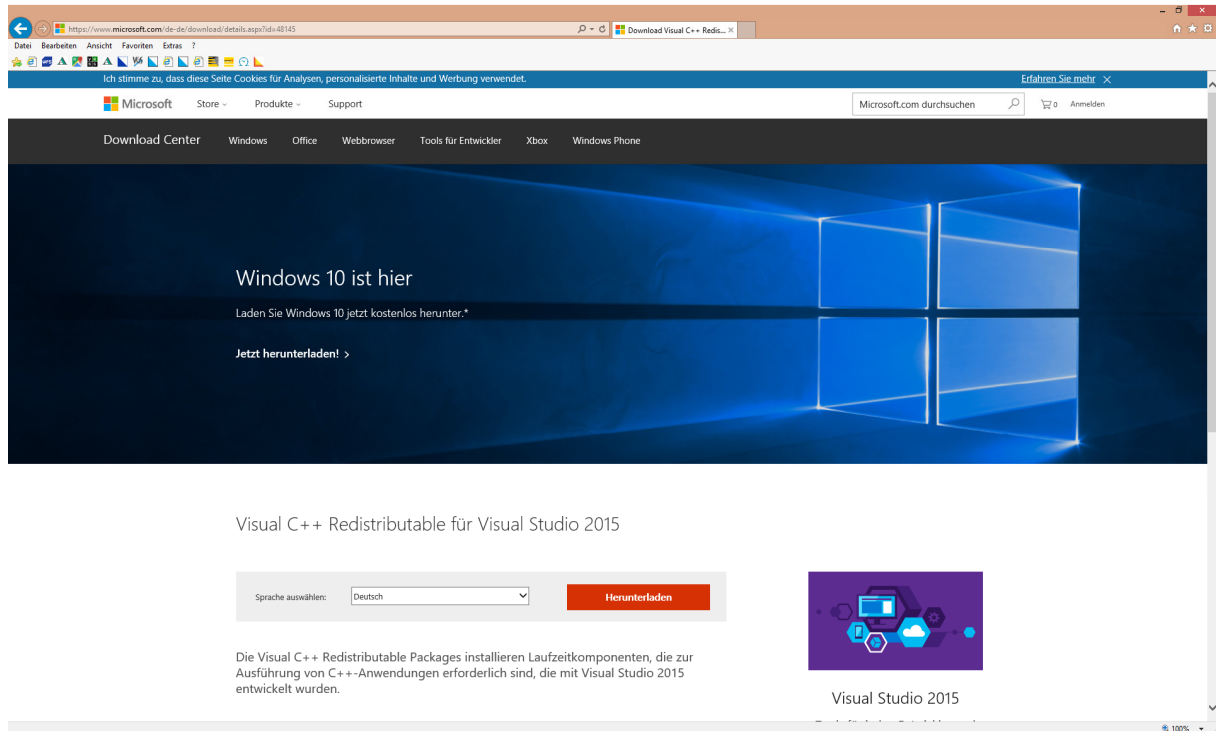 https://www.microsoft.com/de-de/download/details.aspx?id=48145
Download Visual C++ Redis...
Datei Bearbeiten Ansicht Favoriten Extras ?
Ich stimme zu, dass diese Seite Cookies für Analysen, personalisierte Inhalte und Werbung verwendet.
Erfahren Sie mehr
Microsoft Store Produkte Support
Microsoft.com durchsuchen
0 Anmelden
Download Center Windows Office Webbrowser Tools für Entwickler Xbox Windows Phone
Windows 10 ist hier
Laden Sie Windows 10 jetzt kostenlos herunter.*
Jetzt herunterladen! >
Visual C++ Redistributable für Visual Studio 2015
Sprache auswählen: Deutsch Herunterladen
Die Visual C++ Redistributable Packages installieren Laufzeitkomponenten, die zur
Ausführung von C++-Anwendungen erforderlich sind, die mit Visual Studio 2015
entwickelt wurden.
Visual Studio 2015
100%